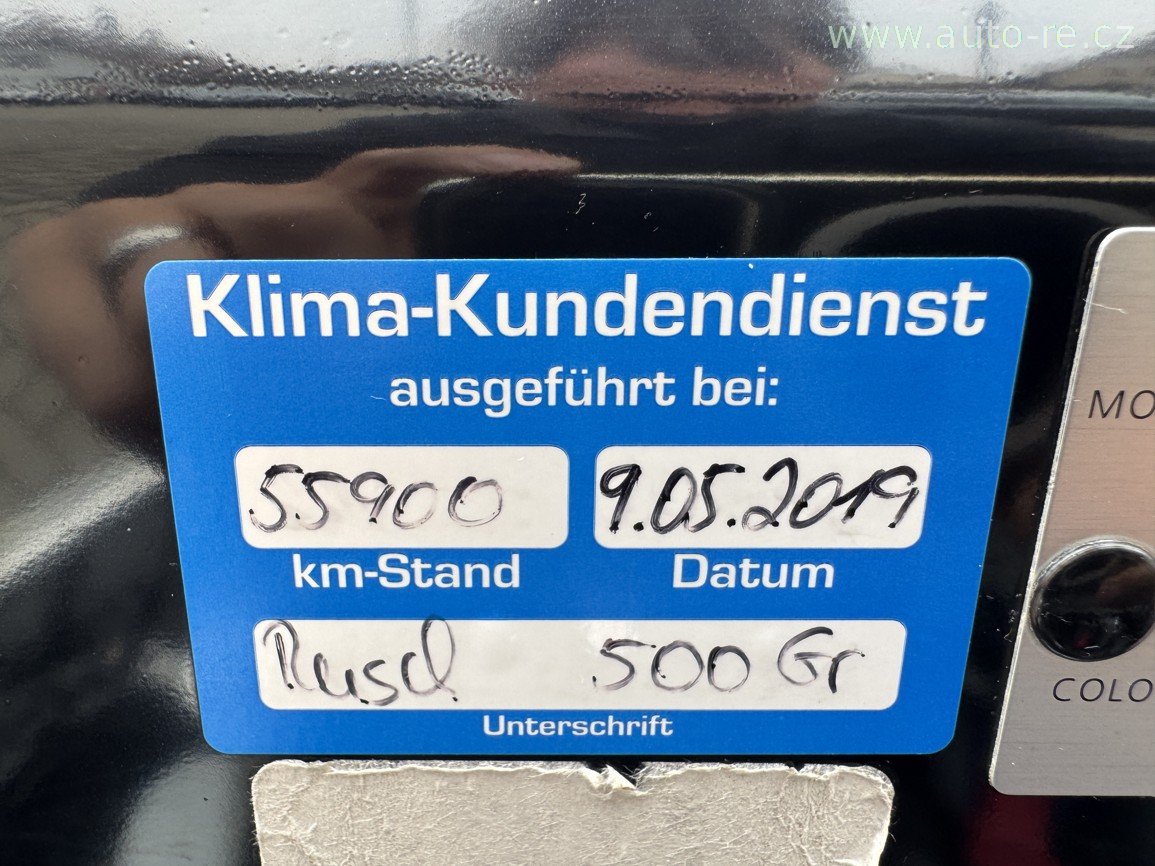 www.auto-re.cz
Klima-Kundendienst
ausgeführt bei:
55900 9.05.2019
km-Stand Datum
500 Gr
Unterschrift
MO
COLO